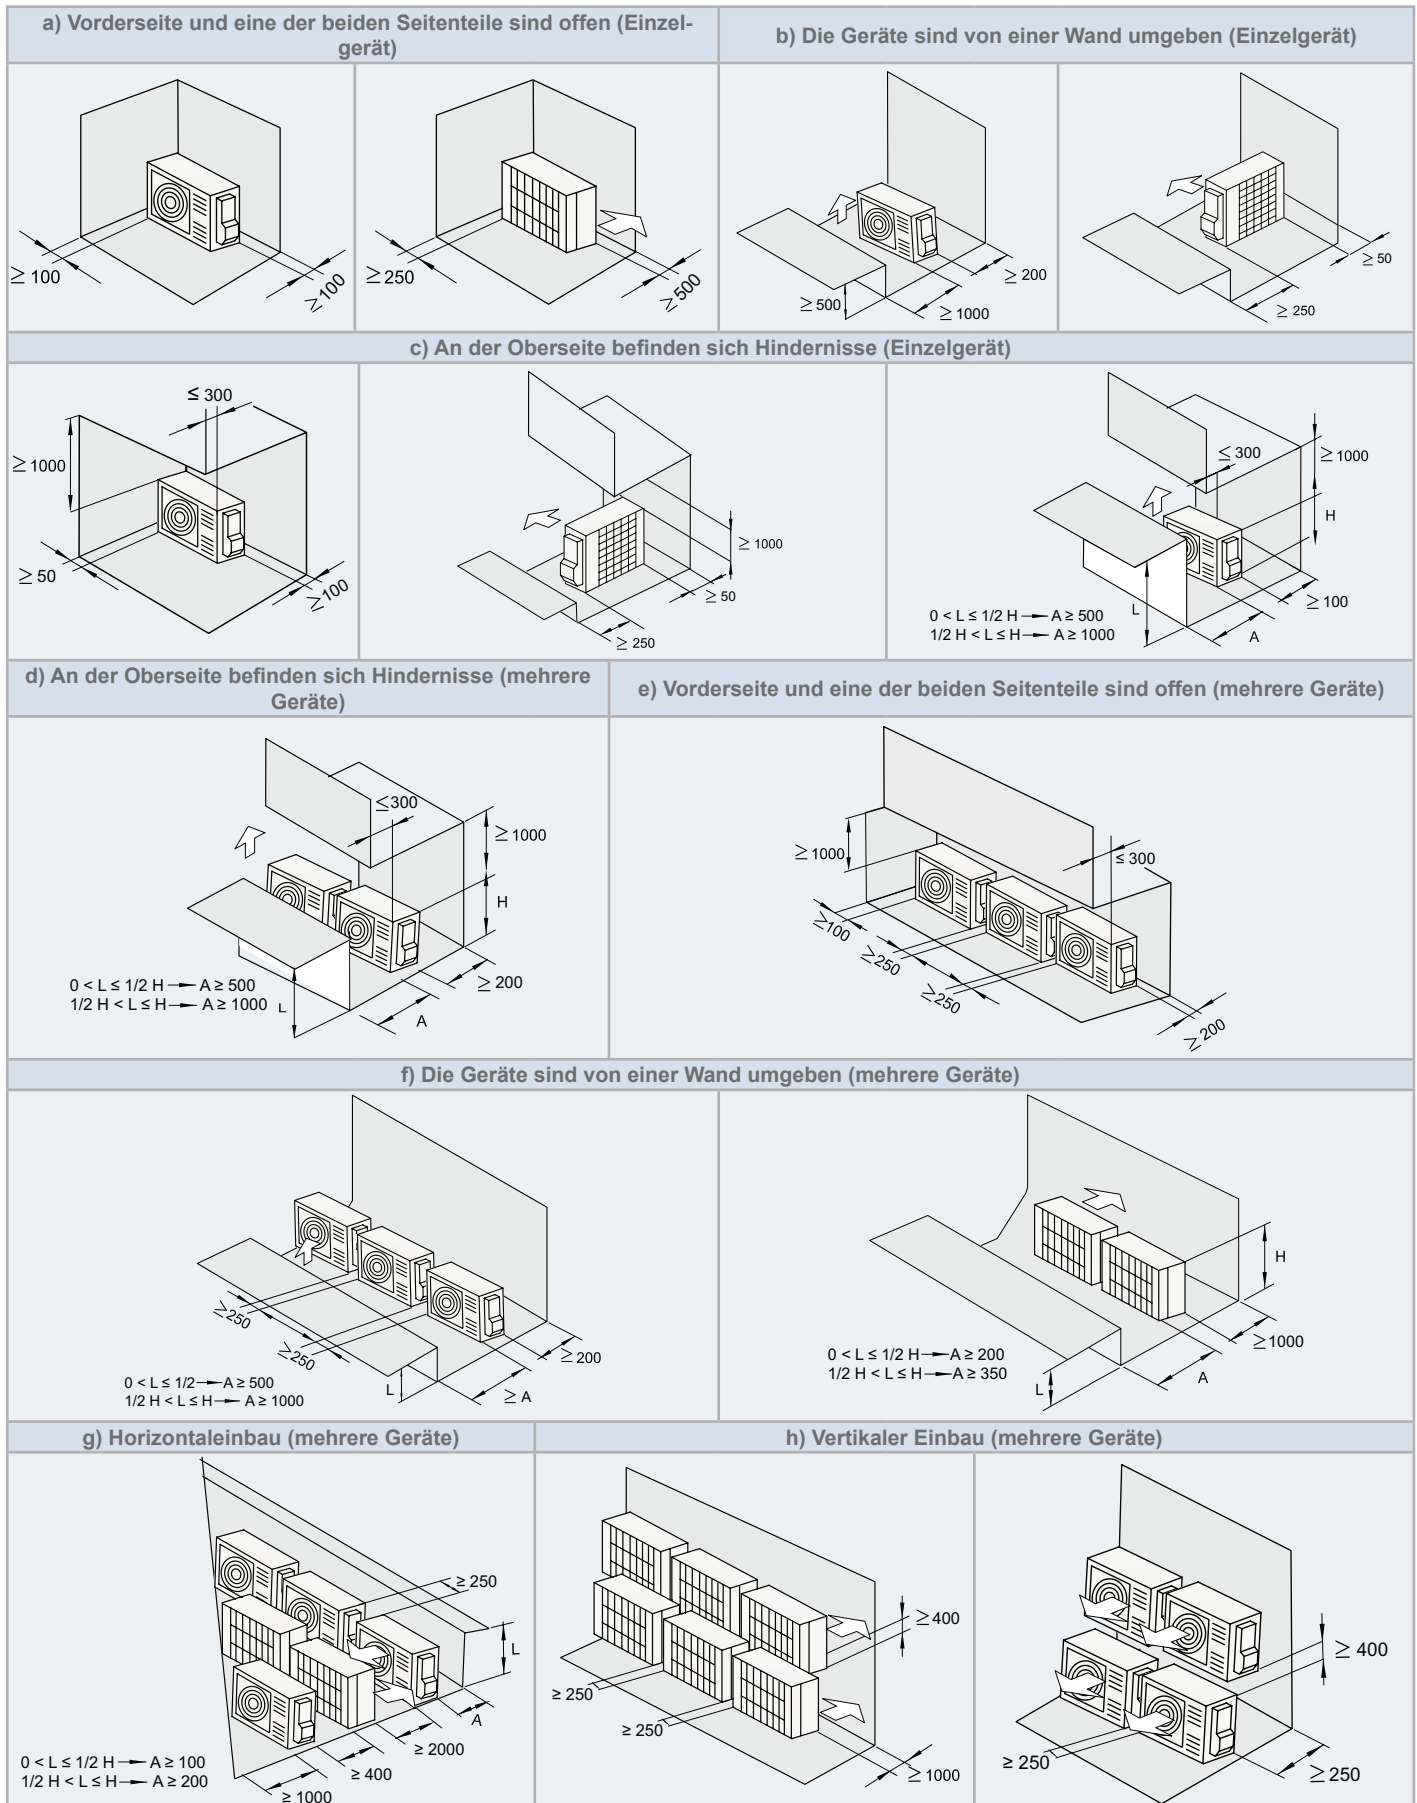 a) Vorderseite und eine der beiden Seitenteile sind offen (Einzel-
gerät)
b) Die Geräte sind von einer Wand umgeben (Einzelgerät)
≥ 100
≥ 100
≥ 250
≥ 500
≥ 500
≥ 1000
≥ 200
≥ 50
≥ 250
c) An der Oberseite befinden sich Hindernisse (Einzelgerät)
≤ 300
≥ 1000
≥ 50
≥ 100
≥ 1000
≥ 50
≥ 250
≤ 300
≥ 1000
H
≥ 100
L
A
0 < L ≤ 1/2 H → A ≥ 500
1/2 H < L ≤ H → A ≥ 1000
d) An der Oberseite befinden sich Hindernisse (mehrere
Geräte)
e) Vorderseite und eine der beiden Seitenteile sind offen (mehrere Geräte)
≤ 300
≥ 1000
H
≥ 200
A
L
0 < L ≤ 1/2 H → A ≥ 500
1/2 H < L ≤ H → A ≥ 1000
≥ 1000
≤ 300
≥ 100
≥ 250
≥ 250
≥ 200
f) Die Geräte sind von einer Wand umgeben (mehrere Geräte)
≥ 250
≥ 250
≥ 200
L
≥ A
0 < L ≤ 1/2 → A ≥ 500
1/2 H < L ≤ H → A ≥ 1000
H
≥ 1000
A
L
0 < L ≤ 1/2 H → A ≥ 200
1/2 H < L ≤ H → A ≥ 350
g) Horizontaleinbau (mehrere Geräte)
h) Vertikaler Einbau (mehrere Geräte)
≥ 250
L
A
≥ 2000
≥ 400
≥ 1000
0 < L ≤ 1/2 H → A ≥ 100
1/2 H < L ≤ H → A ≥ 200
≥ 400
≥ 250
≥ 250
≥ 1000
≥ 400
≥ 250
≥ 250